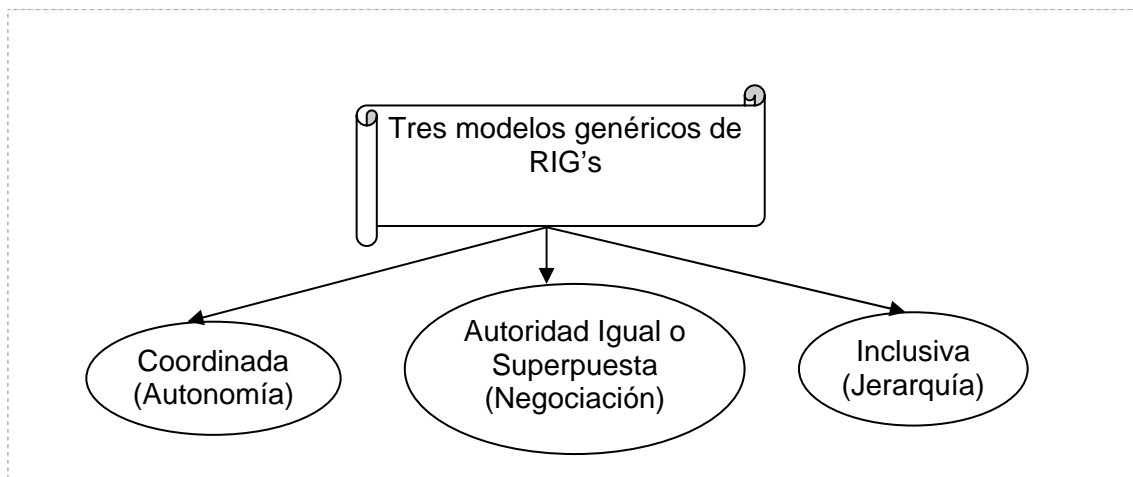 Tres modelos genéricos de
RIG's
Coordinada
(Autonomía)
Autoridad Igual o
Superpuesta
(Negociación)
Inclusiva
(Jerarquía)